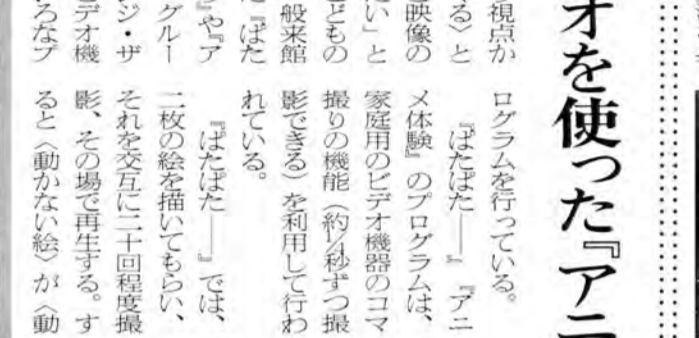 オを使った『アニ
視点か
る〉と
映像の
い」と
どもの
般来館
『ぱた
』や『ア
グルー
ジ・ザ
デオ機
ろなプ
ログラムを行っている。
『ぱたぱた――』『アニ
メ体験』のプログラムは、
家庭用のビデオ機器のコマ
撮りの機能（約¼秒ずつ撮
影できる）を利用して行わ
れている。
『ぱたぱた――』では、
二枚の絵を描いてもらい、
それを交互に二十回程度撮
影、その場で再生する。す
ると〈動かない絵〉が〈動